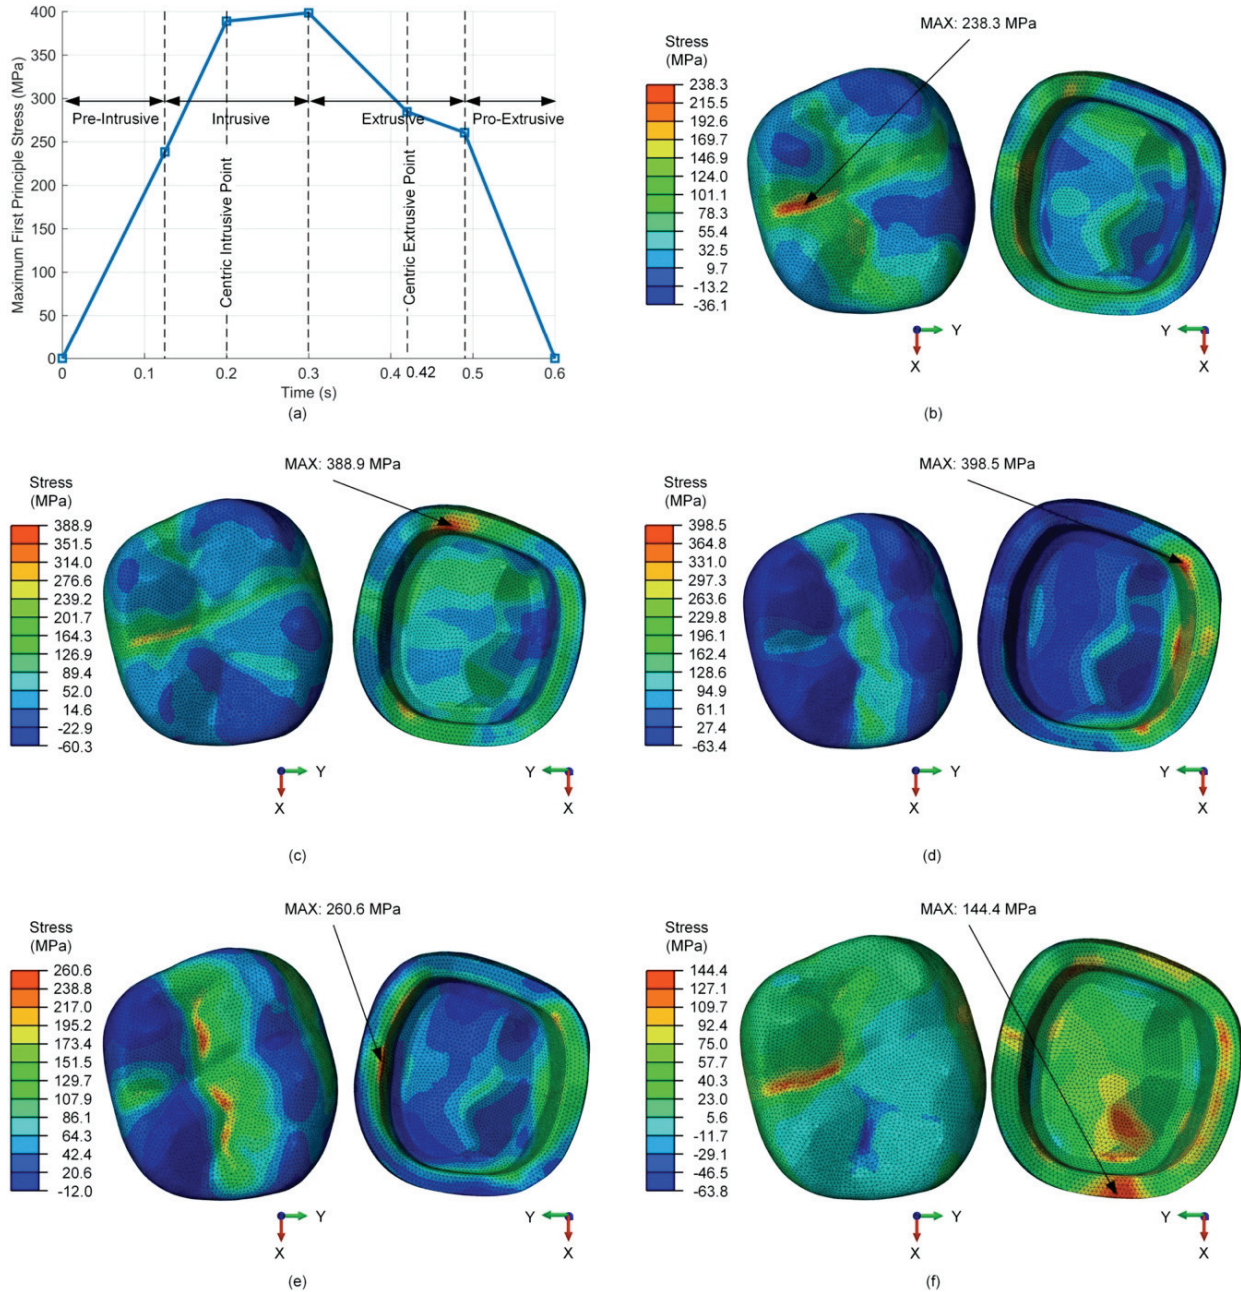 400
350
300
250
200
150
100
50
0
Maximum First Principle Stress (MPa)
Pre-Intrusive
Intrusive
Extrusive
Pro-Extrusive
Centric Intrusive Point
Centric Extrusive Point
0
0.1
0.2
0.3
0.4
0.42
0.5
0.6
Time (s)
(a)
MAX: 238.3 MPa
Stress
(MPa)
238.3
215.5
192.6
169.7
146.9
124.0
101.1
78.3
55.4
32.5
9.7
-13.2
-36.1
Y
X
Y
X
(b)
MAX: 388.9 MPa
Stress
(MPa)
388.9
351.5
314.0
276.6
239.2
201.7
164.3
126.9
89.4
52.0
14.6
-22.9
-60.3
Y
X
Y
X
(c)
MAX: 398.5 MPa
Stress
(MPa)
398.5
364.8
331.0
297.3
263.6
229.8
196.1
162.4
128.6
94.9
61.1
27.4
-63.4
Y
X
Y
X
(d)
MAX: 260.6 MPa
Stress
(MPa)
260.6
238.8
217.0
195.2
173.4
151.5
129.7
107.9
86.1
64.3
42.4
20.6
-12.0
Y
X
Y
X
(e)
MAX: 144.4 MPa
Stress
(MPa)
144.4
127.1
109.7
92.4
75.0
57.7
40.3
23.0
5.6
-11.7
-29.1
-46.5
-63.8
Y
X
Y
X
(f)